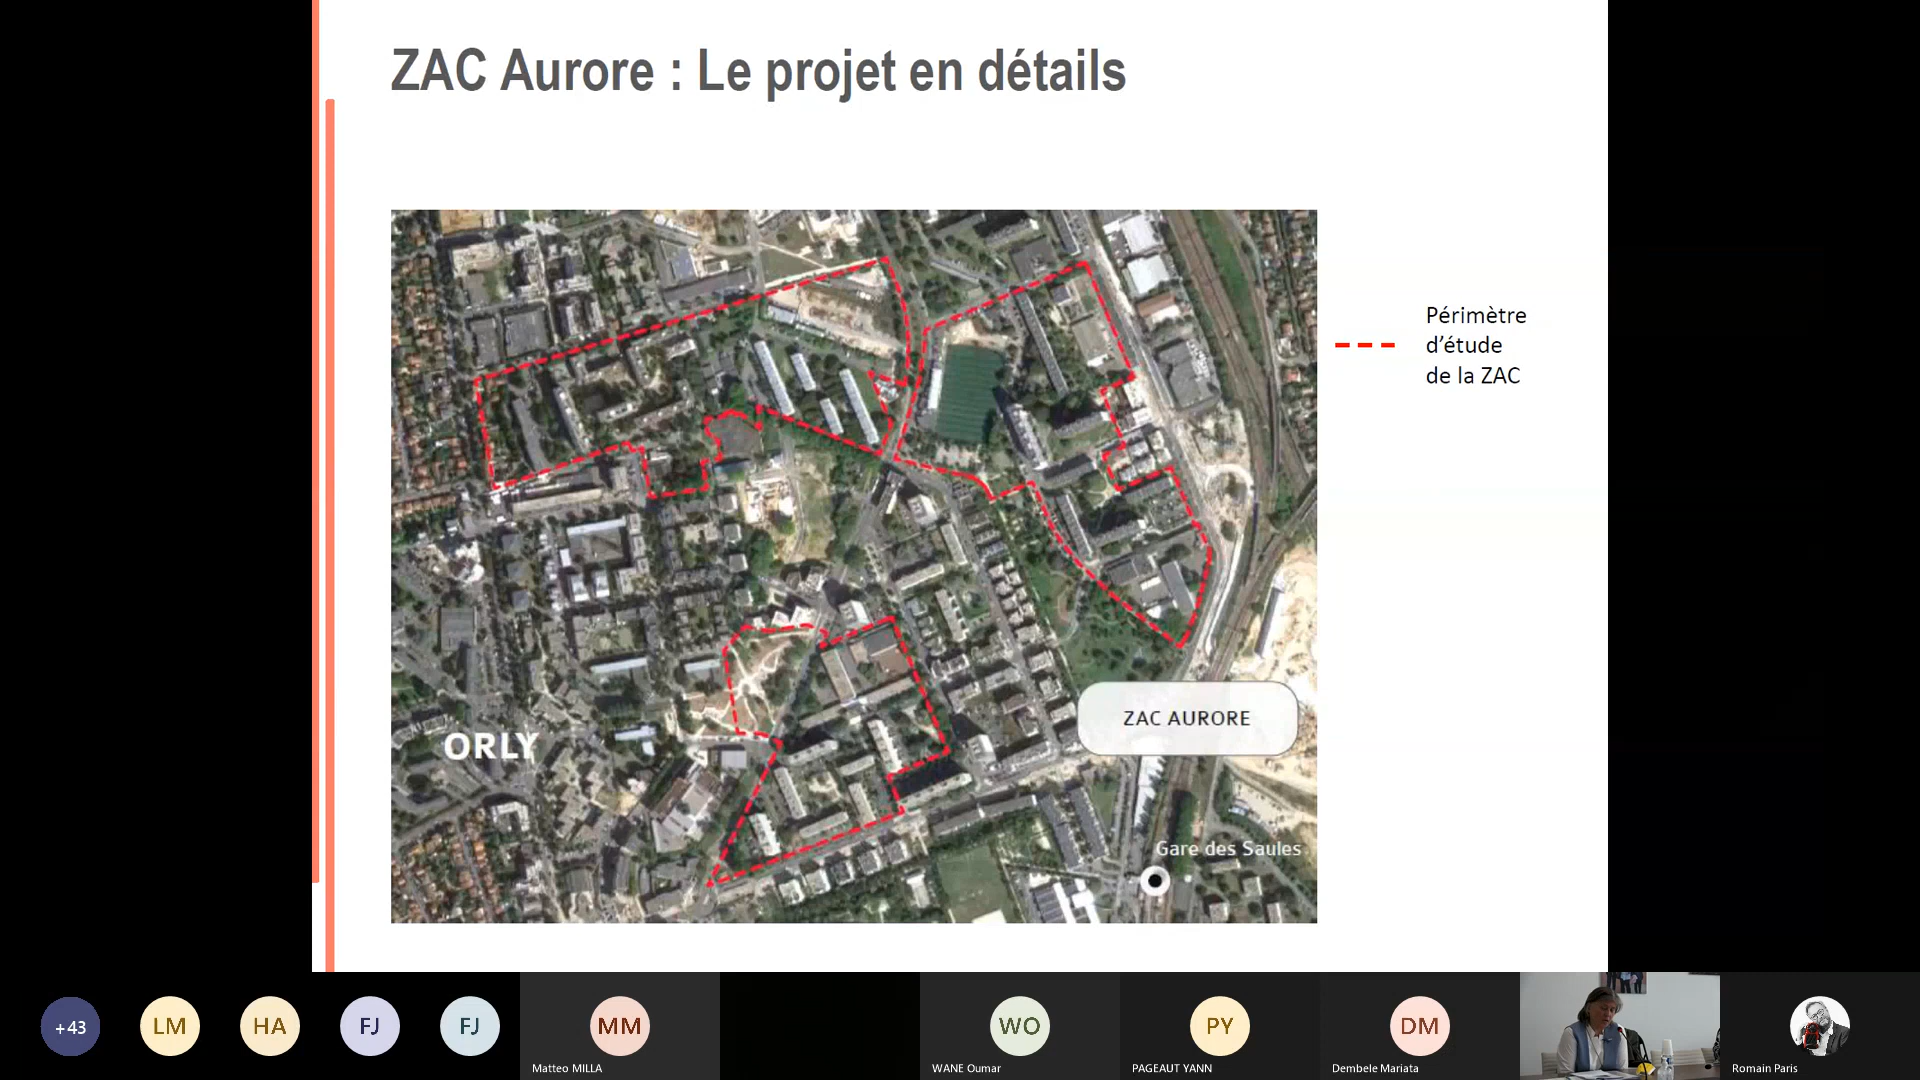 ZAC Aurore : Le projet en détails
Périmètre
d'étude
de la ZAC
ZAC AURORE
ORLY
Gare des Saules
+43
LM
HA
FJ
FJ
MM
WO
PY
DM
Matteo MILLA
WANE Oumar
PAGEAUT YANN
Dembele Mariata
Romain Paris